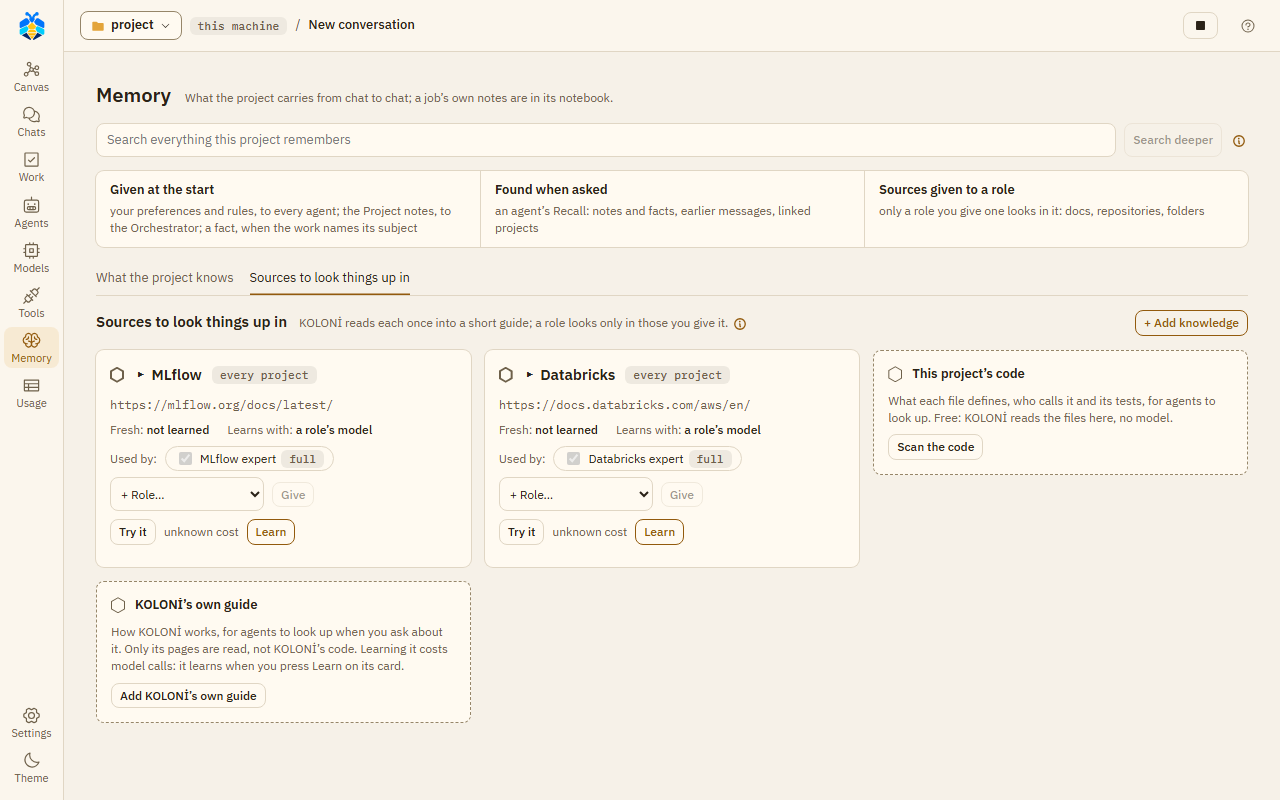 project
this machine
/
New conversation
Canvas
Chats
Work
Agents
Models
Tools
Memory
Usage
Settings
Theme
Memory
What the project carries from chat to chat; a job's own notes are in its notebook.
Search everything this project remembers
Search deeper
Given at the start
your preferences and rules, to every agent; the Project notes, to
the Orchestrator; a fact, when the work names its subject
Found when asked
an agent's Recall: notes and facts, earlier messages, linked
projects
Sources given to a role
only a role you give one looks in it: docs, repositories, folders
What the project knows
Sources to look things up in
Sources to look things up in
KOLONİ reads each once into a short guide; a role looks only in those you give it.
+ Add knowledge
MLflow
every project
https://mlflow.org/docs/latest/
Fresh: not learned
Learns with: a role's model
Used by:
MLflow expert
full
+ Role...
Give
Try it
unknown cost
Learn
Databricks
every project
https://docs.databricks.com/aws/en/
Fresh: not learned
Learns with: a role's model
Used by:
Databricks expert
full
+ Role...
Give
Try it
unknown cost
Learn
This project's code
What each file defines, who calls it and its tests, for agents to
look up. Free: KOLONİ reads the files here, no model.
Scan the code
KOLONİ's own guide
How KOLONİ works, for agents to look up when you ask about
it. Only its pages are read, not KOLONİ's code. Learning it costs
model calls: it learns when you press Learn on its card.
Add KOLONİ's own guide